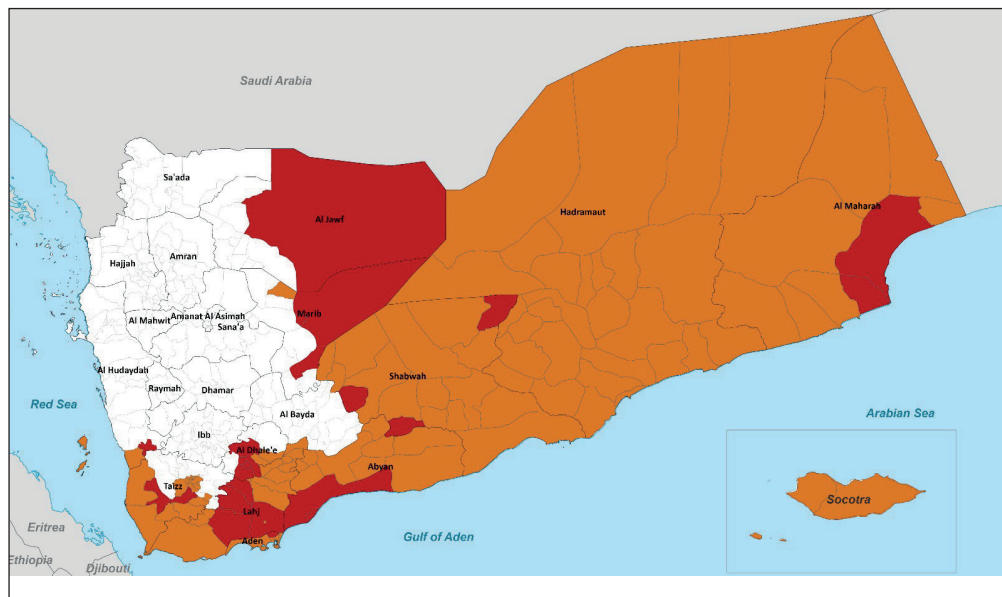 Saudi Arabia
Sa'ada
Al Jawf
Hadramaut
Al Maharah
Hajjah
Amran
Marib
Al Mahwit
Amanat Al Asimah
Sana'a
Al Hudaydah
Raymah
Dhamar
Shabwah
Red Sea
Al Bayda
Arabian Sea
Ibb
Al Dhale'e
Abyan
Taizz
Socotra
Lahj
Eritrea
Aden
Gulf of Aden
Ethiopia
Djibouti